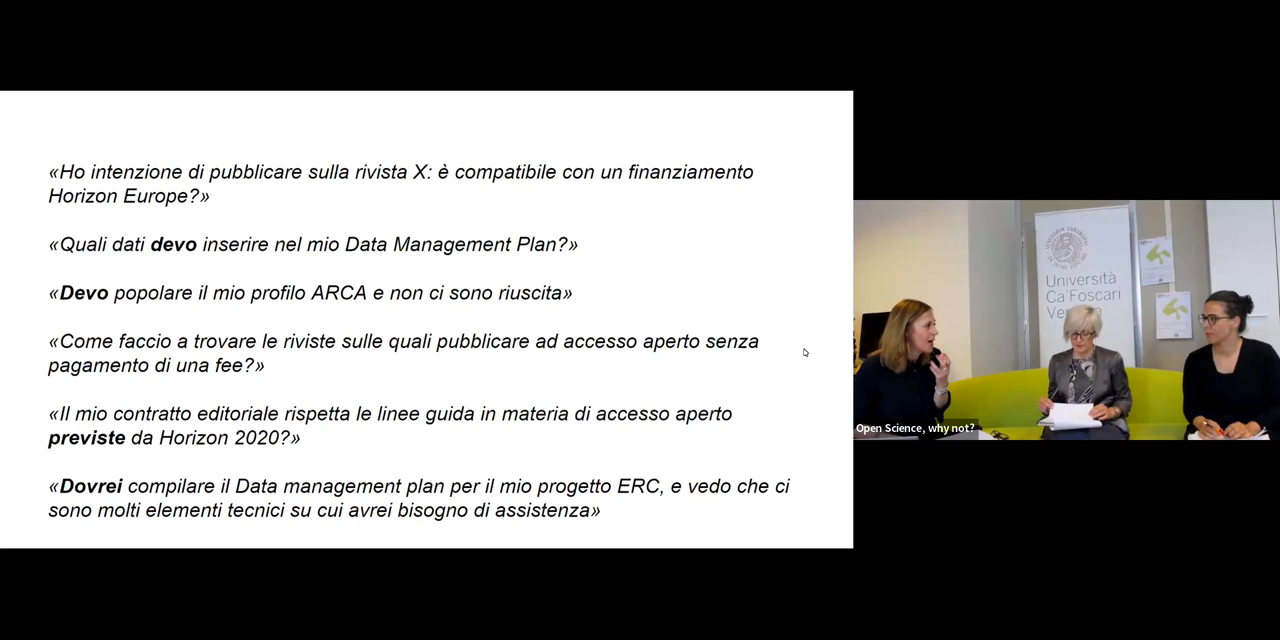 «Ho intenzione di pubblicare sulla rivista X: è compatibile con un finanziamento
Horizon Europe?»
«Quali dati devo inserire nel mio Data Management Plan?»
«Devo popolare il mio profilo ARCA e non ci sono riuscita»
«Come faccio a trovare le riviste sulle quali pubblicare ad accesso aperto senza
pagamento di una fee?»
«Il mio contratto editoriale rispetta le linee guida in materia di accesso aperto
previste da Horizon 2020?»
«Dovrei compilare il Data management plan per il mio progetto ERC, e vedo che ci
sono molti elementi tecnici su cui avrei bisogno di assistenza»
Università
Ca'Foscari
Open Science, why not?